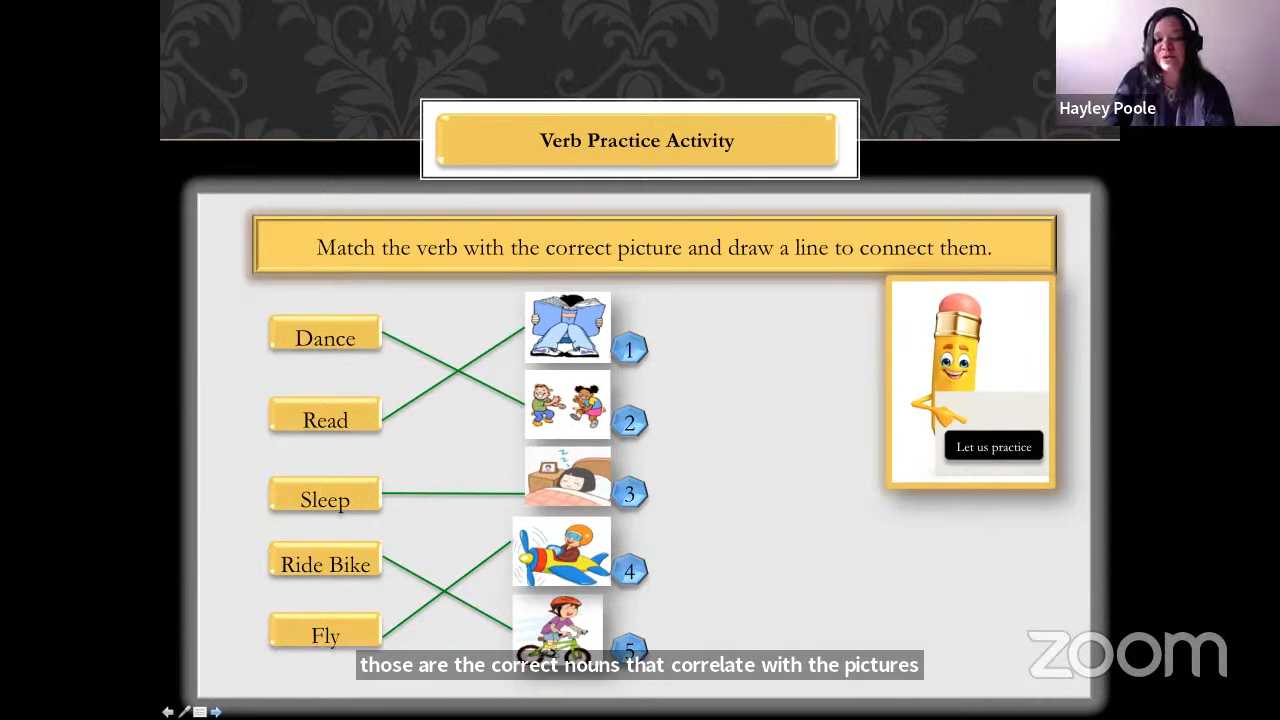 Hayley Poole
Verb Practice Activity
Match the verb with the correct picture and draw a line to connect them.
Dance
Read
Sleep
Ride Bike
Fly
1
2
3
4
5
Let us practice
those are the correct nouns that correlate with the pictures
zoom